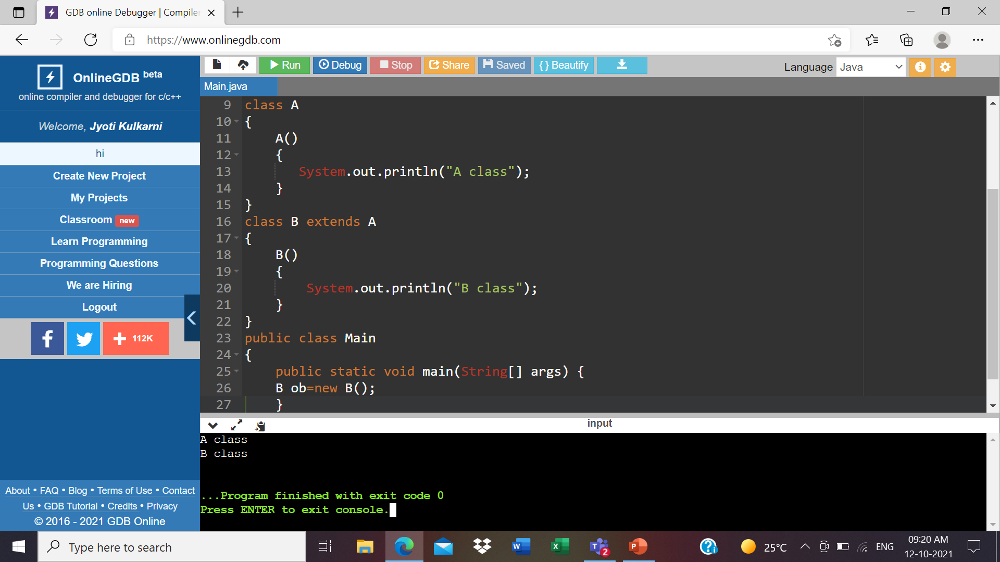 GDB online Debugger | Compiler
https://www.onlinegdb.com
OnlineGDB beta
online compiler and debugger for c/c++
Welcome, Jyoti Kulkarni
hi
Create New Project
My Projects
Classroom new
Learn Programming
Programming Questions
We are Hiring
Logout
f
+ 112K
About • FAQ • Blog • Terms of Use • Contact
Us • GDB Tutorial • Credits • Privacy
© 2016 - 2021 GDB Online
Run Debug Stop Share Saved { } Beautify
Language Java
Main.java
9 class A
10 {
11 A()
12 {
13 System.out.println("A class");
14 }
15 }
16 class B extends A
17 {
18 B()
19 {
20 System.out.println("B class");
21 }
22 }
23 public class Main
24 {
25 public static void main(String[] args) {
26 B ob=new B();
27 }
input
A class
B class
...Program finished with exit code 0
Press ENTER to exit console.
Type here to search
W
X
T 2
P
25°C
ENG
09:20 AM
12-10-2021